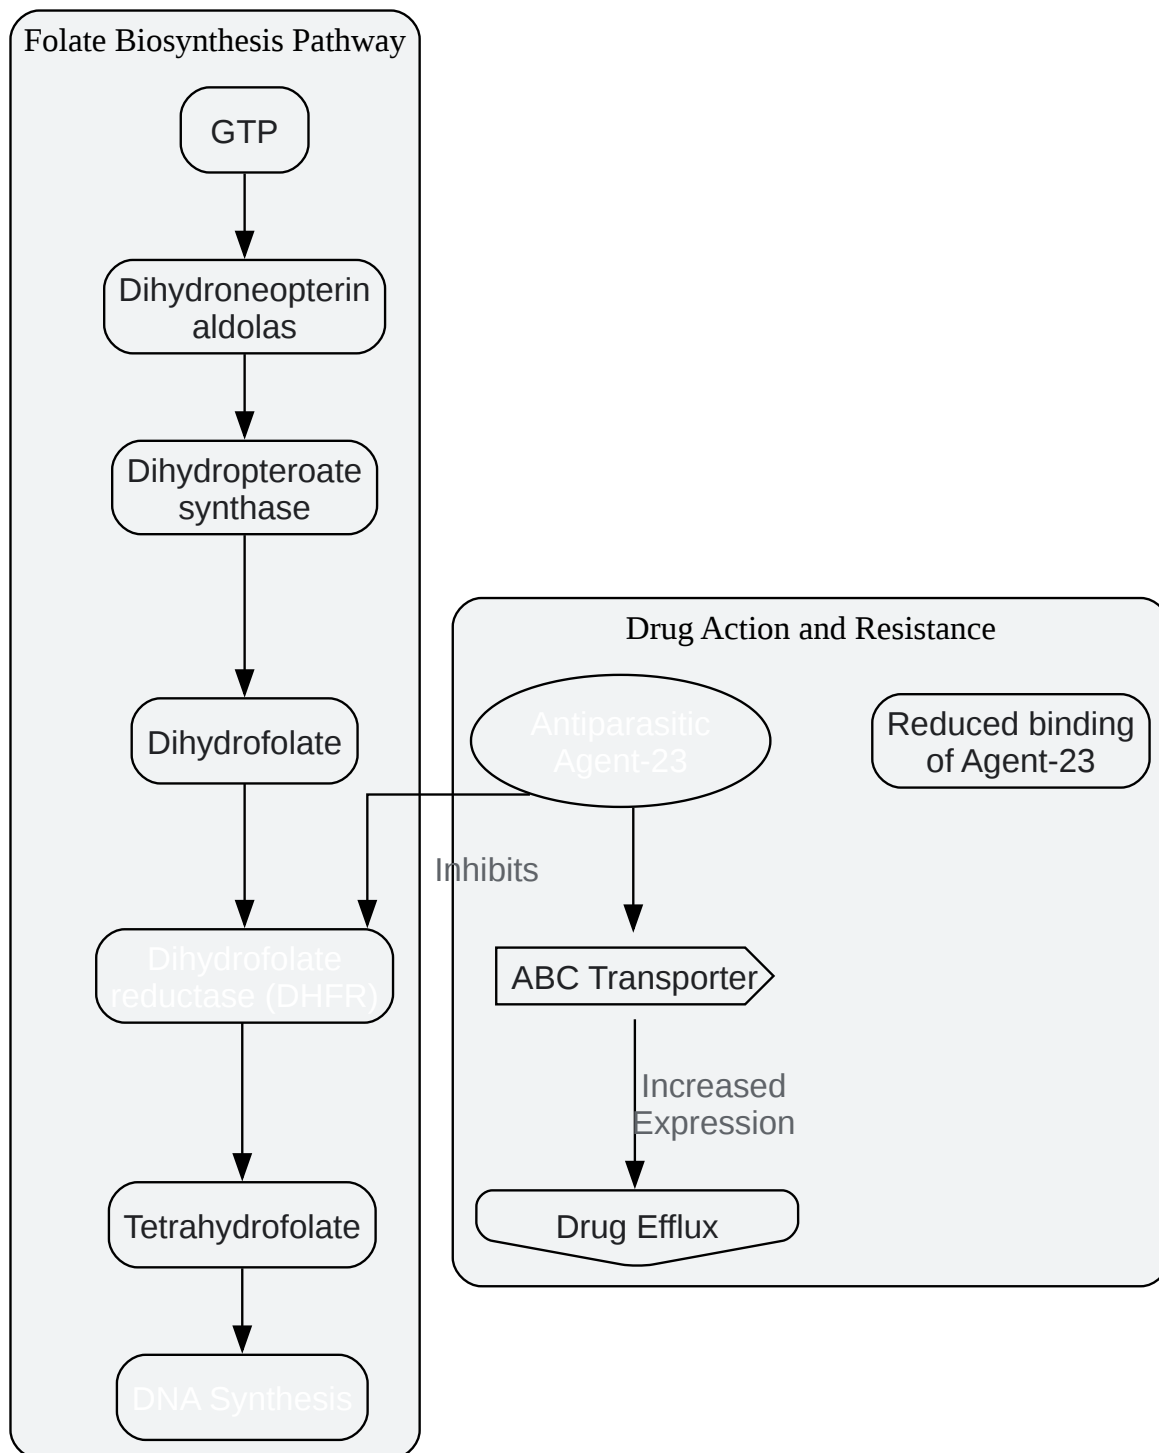 Folate Biosynthesis Pathway
GTP
Dihydroneopterin
aldolas
Dihydropteroate
synthase
Dihydrofolate
Dihydrofolate
reductase (DHFR)
Tetrahydrofolate
DNA Synthesis
Inhibits
Drug Action and Resistance
Antiparasitic
Agent-23
Reduced binding
of Agent-23
ABC Transporter
Increased
Expression
Drug Efflux